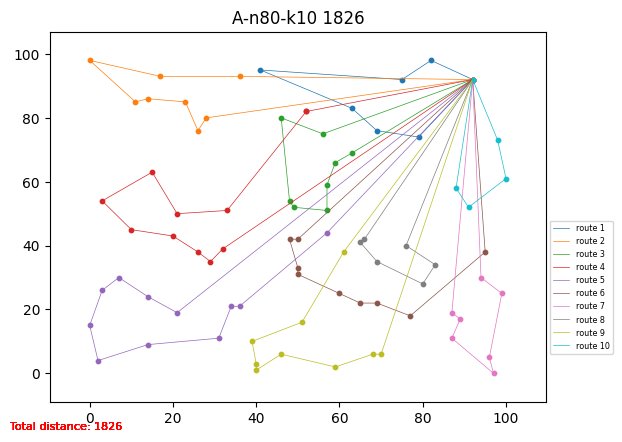 A-n80-k10 1826
100
80
60
40
20
0
0
20
40
60
80
100
route 1
route 2
route 3
route 4
route 5
route 6
route 7
route 8
route 9
route 10
Total distance: 1826